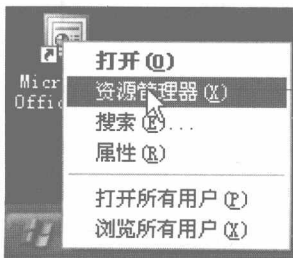 Micr
Offi
打开(O)
资源管理器(X)
搜索(E)...
属性(R)
打开所有用户(P)
浏览所有用户(X)